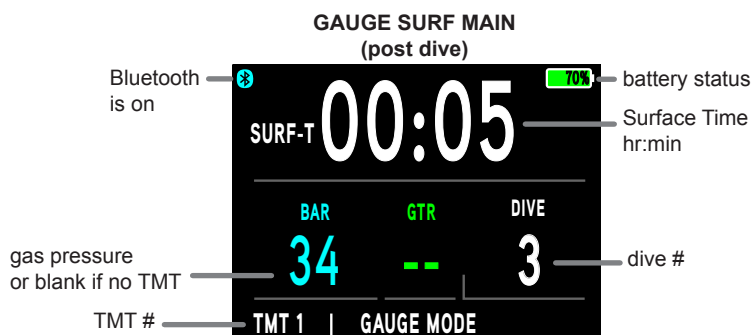 GAUGE SURF MAIN
(post dive)
Bluetooth
is on
70%
battery status
SURF-T 00:05
Surface Time
hr:min
BAR GTR DIVE
34 -- 3
gas pressure
or blank if no TMT
dive #
TMT #
TMT 1 | GAUGE MODE